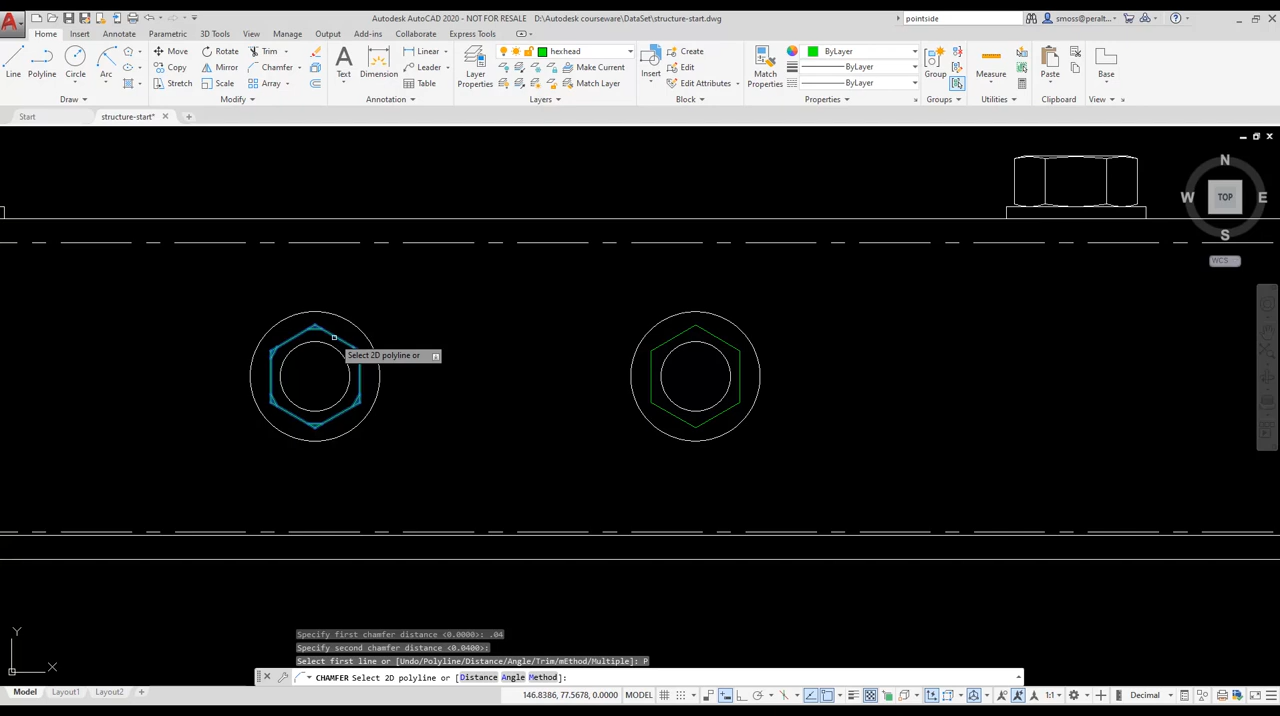 Autodesk AutoCAD 2020 - NOT FOR RESALE D:\Autodesk courseware\DataSet\structure-start.dwg
pointside
smoss@peralt...
Home Insert Annotate Parametric 3D Tools View Manage Output Add-ins Collaborate Express Tools
Line Polyline Circle Arc
Move Rotate Trim
Copy Mirror Chamfer
Stretch Scale Array
Text Dimension
Linear
Leader
Table
Layer Properties
hexhead
Make Current
Match Layer
Insert
Create
Edit
Edit Attributes
Match Properties
ByLayer
ByLayer
ByLayer
Group
Measure
Paste
Base
Draw Modify Annotation Layers Block Properties Groups Utilities Clipboard View
Start structure-start*
N
W TOP E
S
WCS
Select 2D polyline or
Y
X
Specify first chamfer distance <0.0000>: .04
Specify second chamfer distance <0.0400>:
Select first line or [Undo/Polyline/Distance/Angle/Trim/mEthod/Multiple]: P
CHAMFER Select 2D polyline or [Distance Angle Method]:
Model Layout1 Layout2 +
146.8386, 77.5678, 0.0000 MODEL
1:1
Decimal